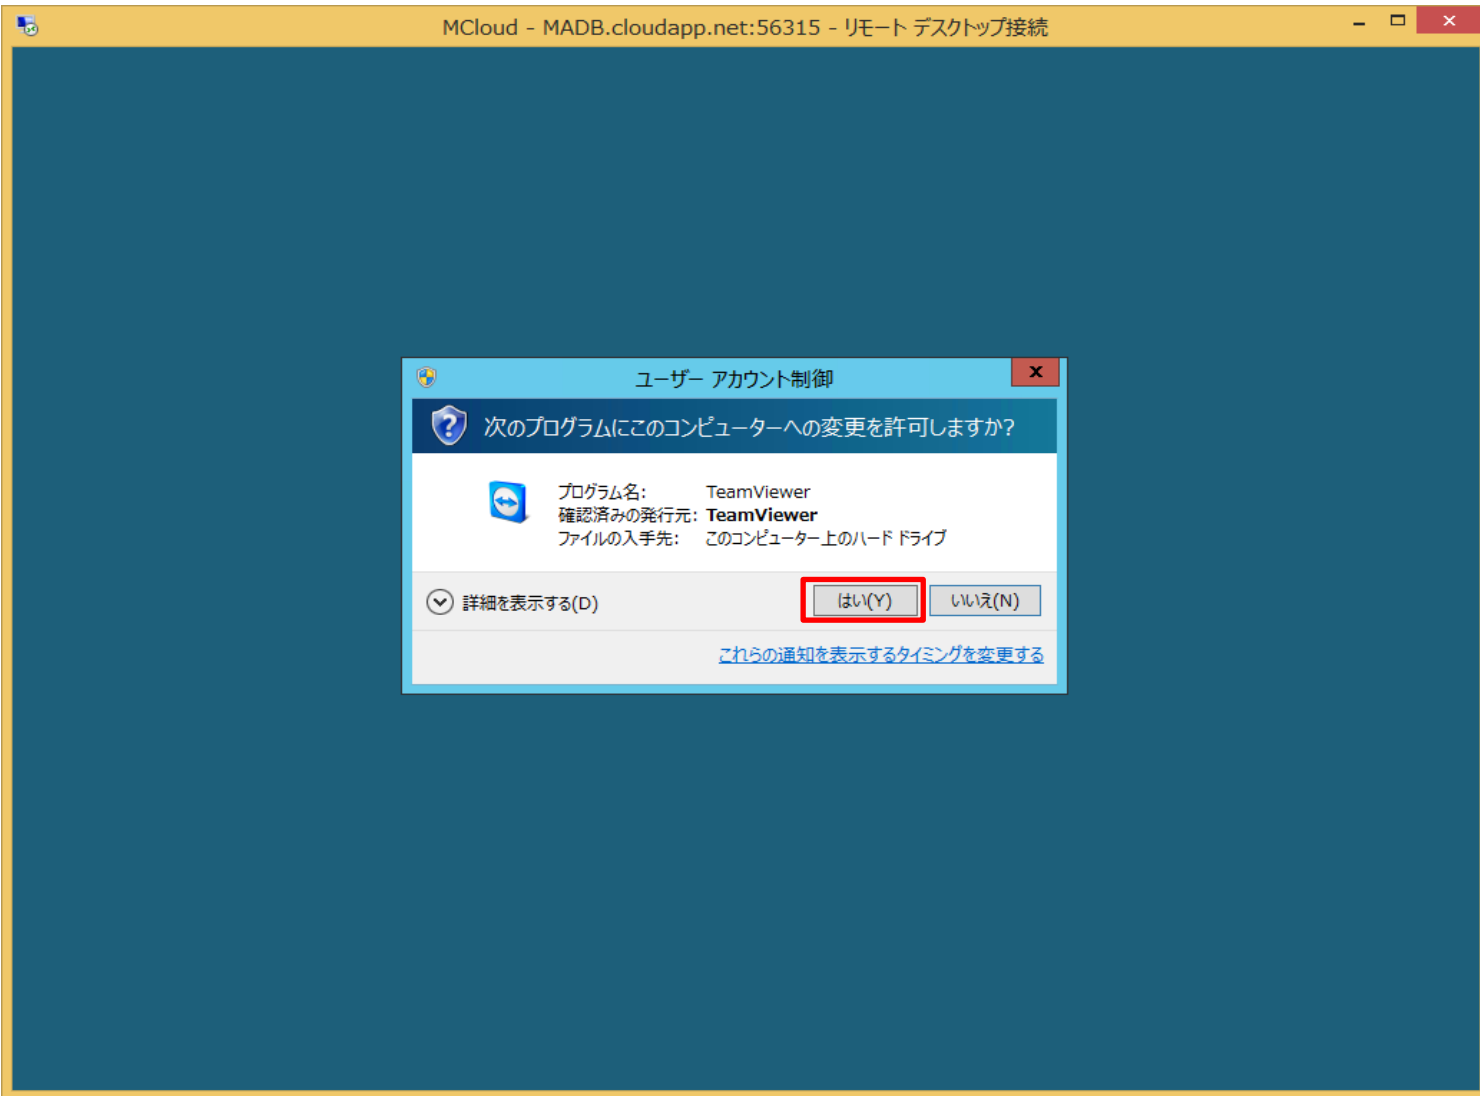 MCloud - MADB.cloudapp.net:56315 - リモート デスクトップ接続
ユーザー アカウント制御
次のプログラムにこのコンピューターへの変更を許可しますか?
プログラム名: TeamViewer
確認済みの発行元: TeamViewer
ファイルの入手先: このコンピューター上のハード ドライブ
詳細を表示する(D) はい(Y) いいえ(N)
これらの通知を表示するタイミングを変更する